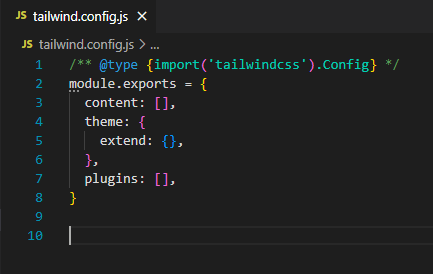 JS tailwind.config.js ×
JS tailwind.config.js > ...
1 /** @type {import('tailwindcss').Config} */
2 module.exports = {
3   content: [],
4   theme: {
5     extend: {},
6   },
7   plugins: [],
8 }
9
10